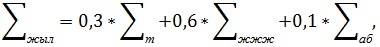 ∑жыл = 0,3 * ∑т +0,6 * ∑жжж +0,1 * ∑аб,